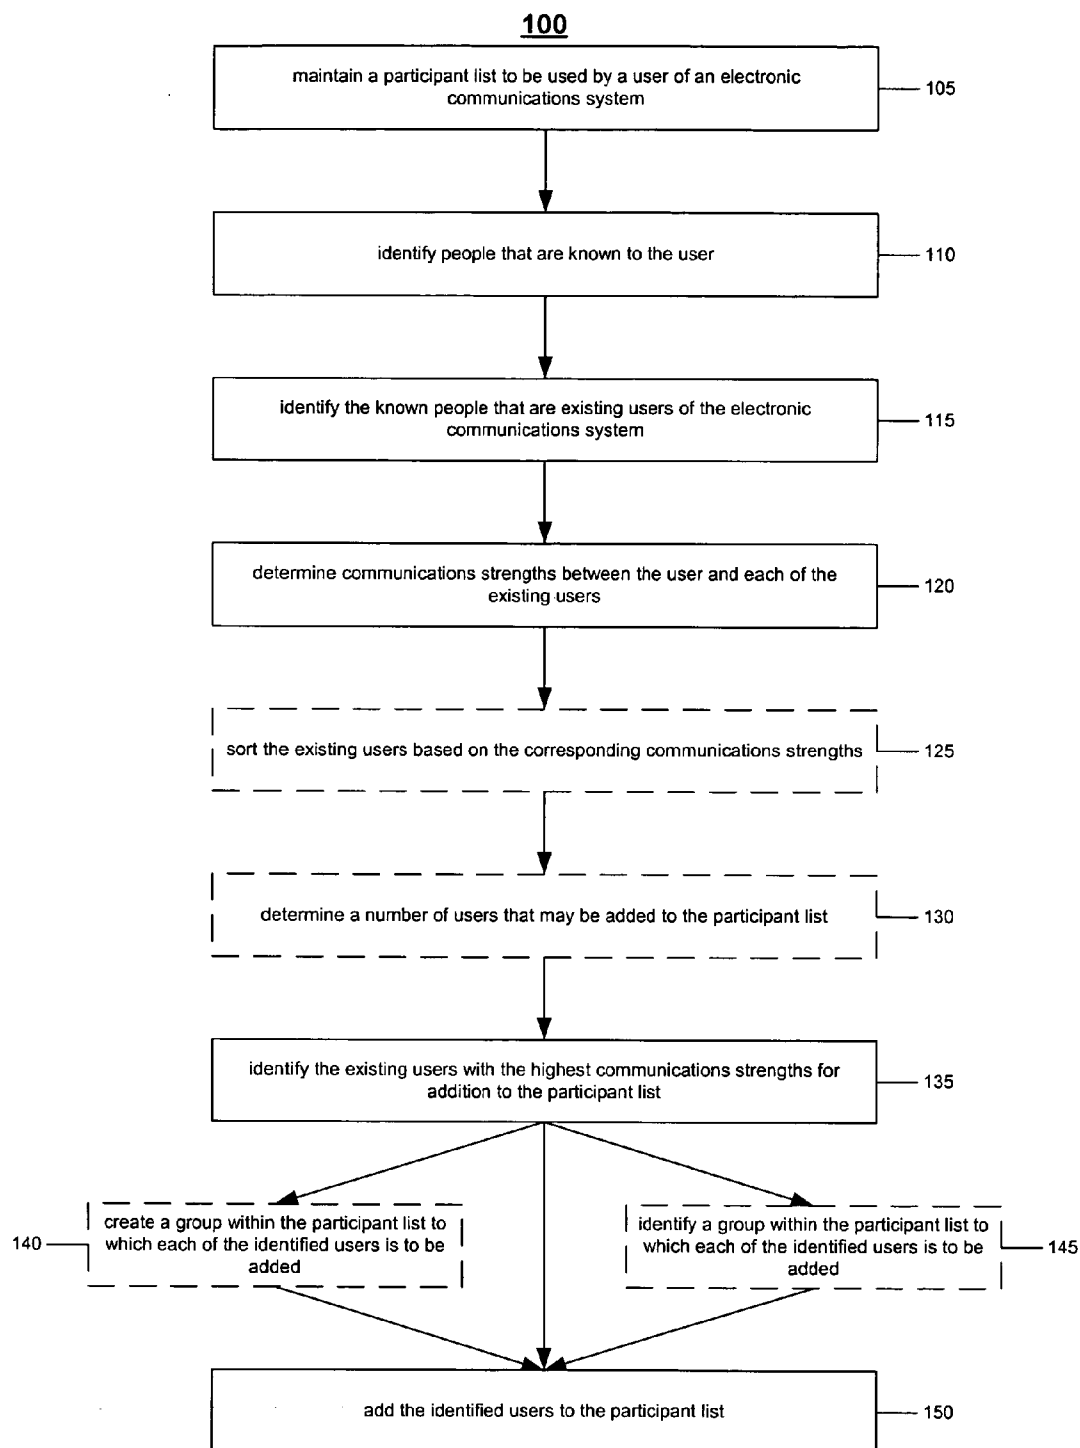 100
maintain a participant list to be used by a user of an electronic
communications system
105
identify people that are known to the user
110
identify the known people that are existing users of the electronic
communications system
115
determine communications strengths between the user and each of the
existing users
120
sort the existing users based on the corresponding communications strengths
125
determine a number of users that may be added to the participant list
130
identify the existing users with the highest communications strengths for
addition to the participant list
135
140
create a group within the participant list to
which each of the identified users is to be
added
identify a group within the participant list to
which each of the identified users is to be
added
145
add the identified users to the participant list
150